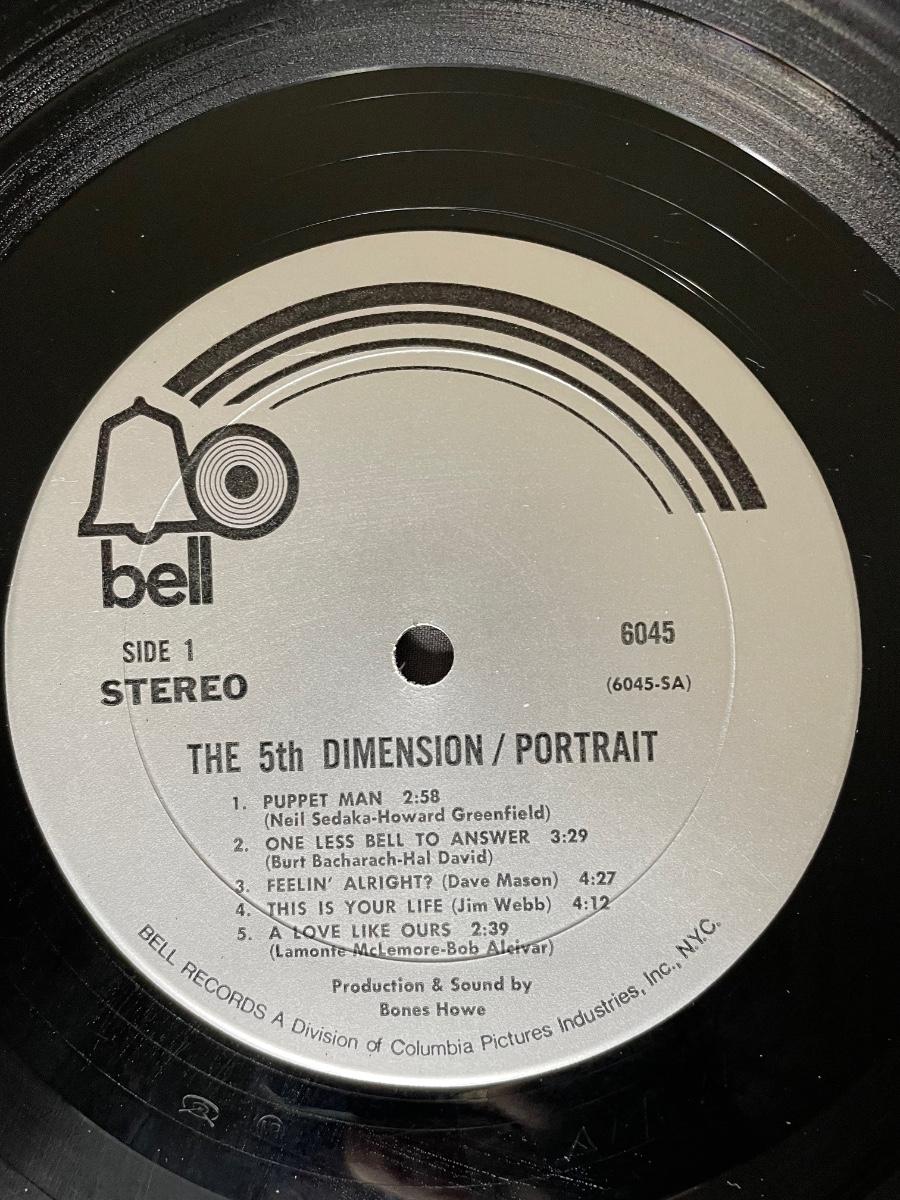 bell
SIDE 1
STEREO
6045
(6045-SA)
THE 5th DIMENSION / PORTRAIT
1. PUPPET MAN 2:58
(Neil Sedaka-Howard Greenfield)
2. ONE LESS BELL TO ANSWER 3:29
(Burt Bacharach-Hal David)
3. FEELIN' ALRIGHT? (Dave Mason) 4:27
4. THIS IS YOUR LIFE (Jim Webb) 4:12
5. A LOVE LIKE OURS 2:39
(Lamonte McLemore-Bob Alcivar)
Production & Sound by
Bones Howe
BELL RECORDS A Division of Columbia Pictures Industries, Inc., N.Y.C.